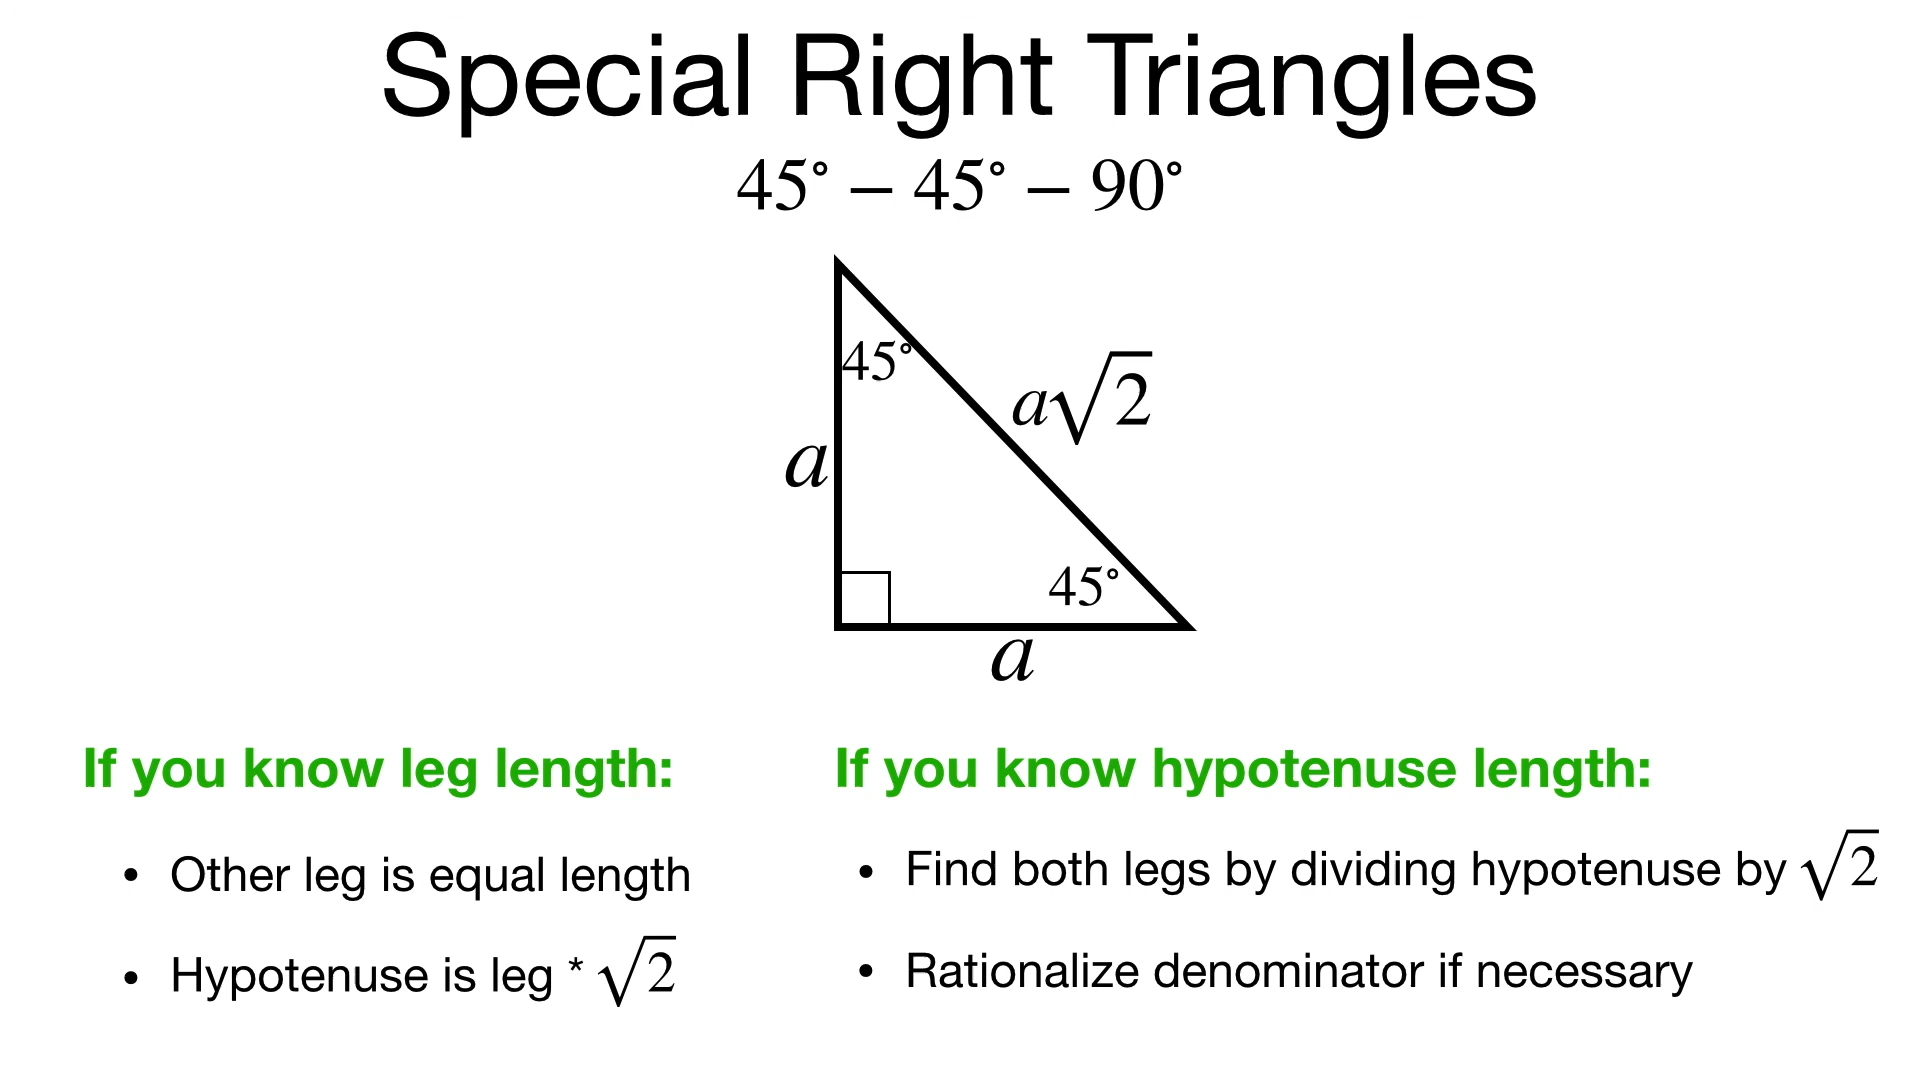 Special Right Triangles
45° – 45° – 90°
45°
a√2
a
45°
a
If you know leg length:
• Other leg is equal length
• Hypotenuse is leg * √2
If you know hypotenuse length:
• Find both legs by dividing hypotenuse by √2
• Rationalize denominator if necessary